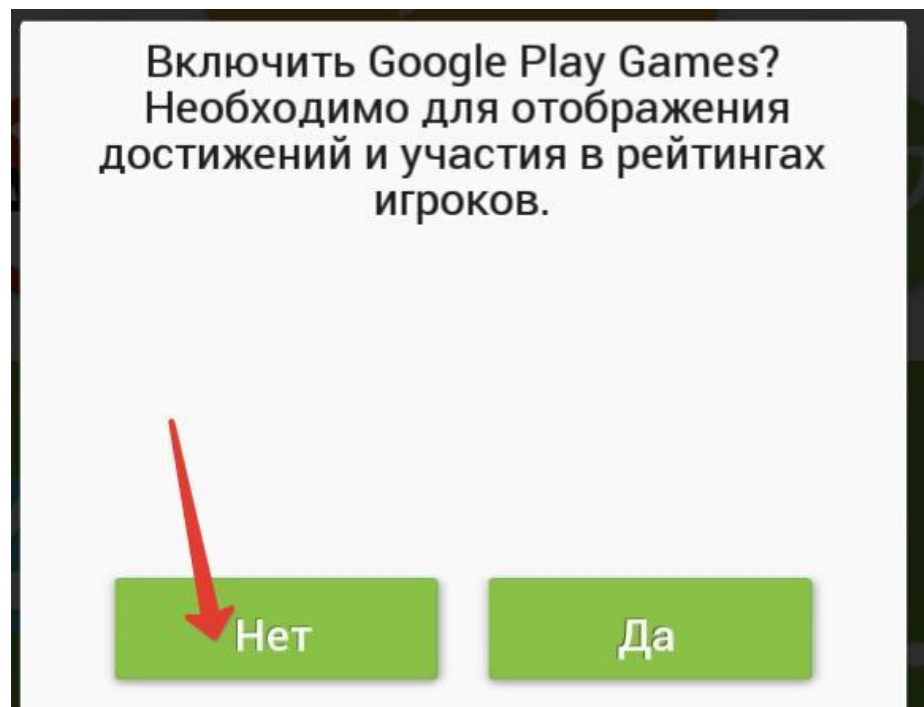 Включить Google Play Games?
Необходимо для отображения
достижений и участия в рейтингах
игроков.
Нет
Да